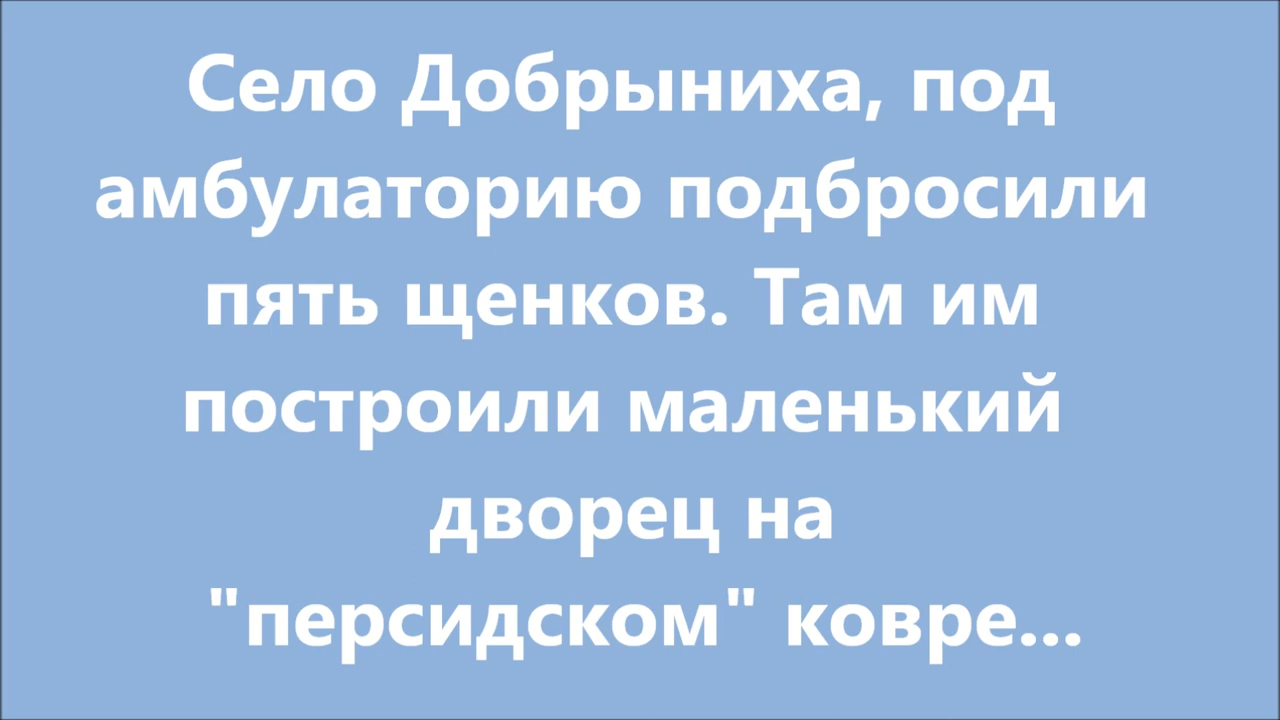 Село Добрыниха, под
амбулаторию подбросили
пять щенков. Там им
построили маленький
дворец на
"персидском" ковре...